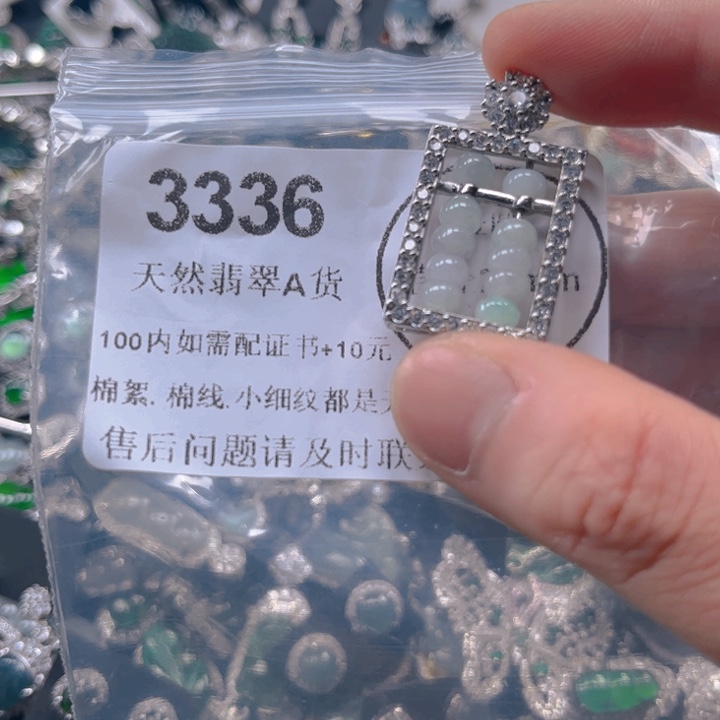 3336
天然翡翠A货
100内如需配证书+10元
棉絮.棉线.小细纹都是
售后问题请及时联